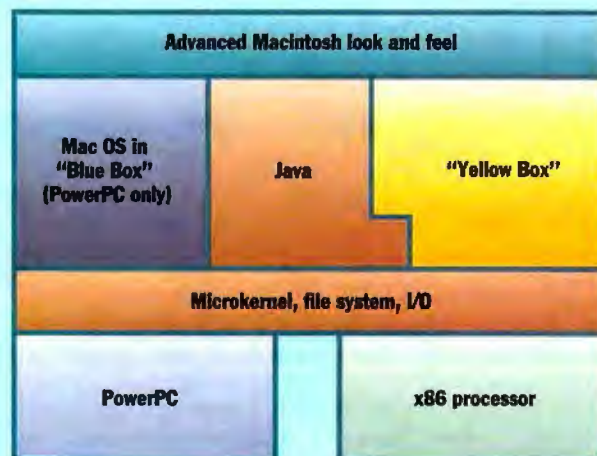 Advanced Macintosh look and feel
Mac OS in
“Blue Box”
(PowerPC only)
Java
“Yellow Box”
Microkernel, file system, I/O
PowerPC
x86 processor